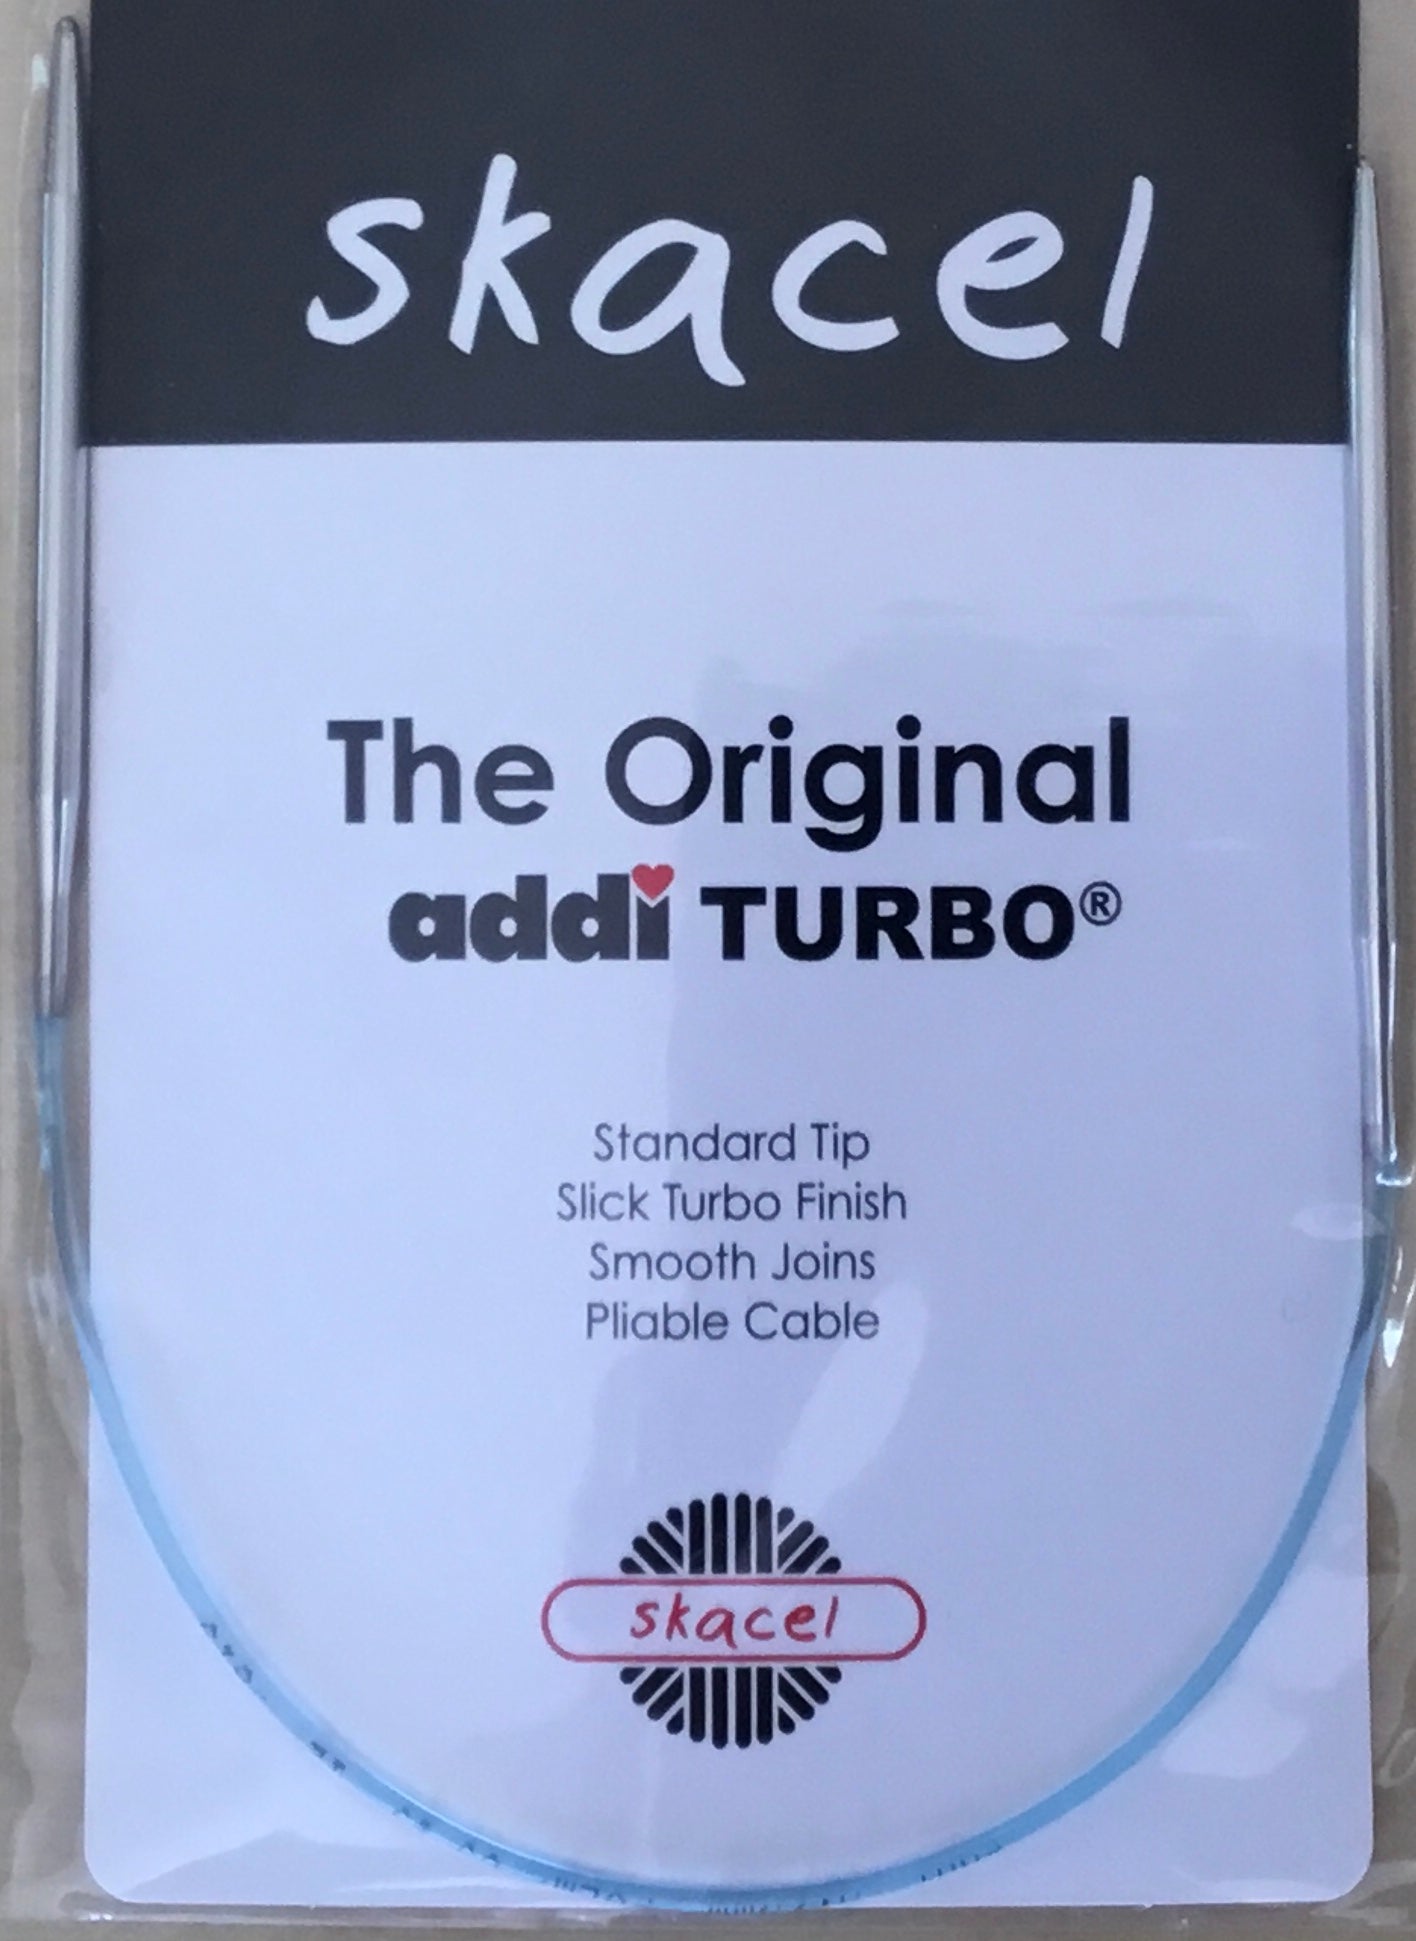 skacel
The Original
addi TURBO®
Standard Tip
Slick Turbo Finish
Smooth Joins
Pliable Cable
skacel